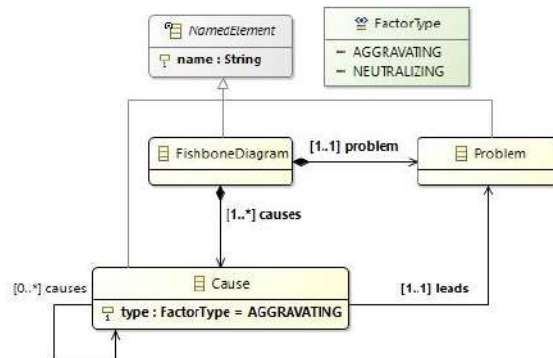 NamedElement
name : String
FactorType
AGGRAVATING
NEUTRALIZING
FishboneDiagram
[1..1] problem
Problem
[1..*] causes
[0..*] causes
Cause
type : FactorType = AGGRAVATING
[1..1] leads